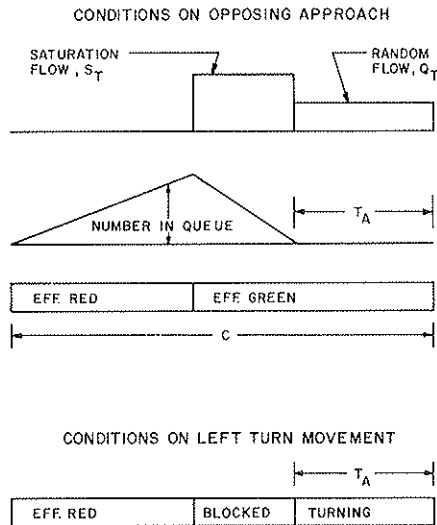 CONDITIONS ON OPPOSING APPROACH
SATURATION
FLOW, S_T
RANDOM
FLOW, Q_T
NUMBER IN QUEUE
T_A
EFF. RED
EFF. GREEN
C
CONDITIONS ON LEFT TURN MOVEMENT
T_A
EFF. RED
BLOCKED
TURNING